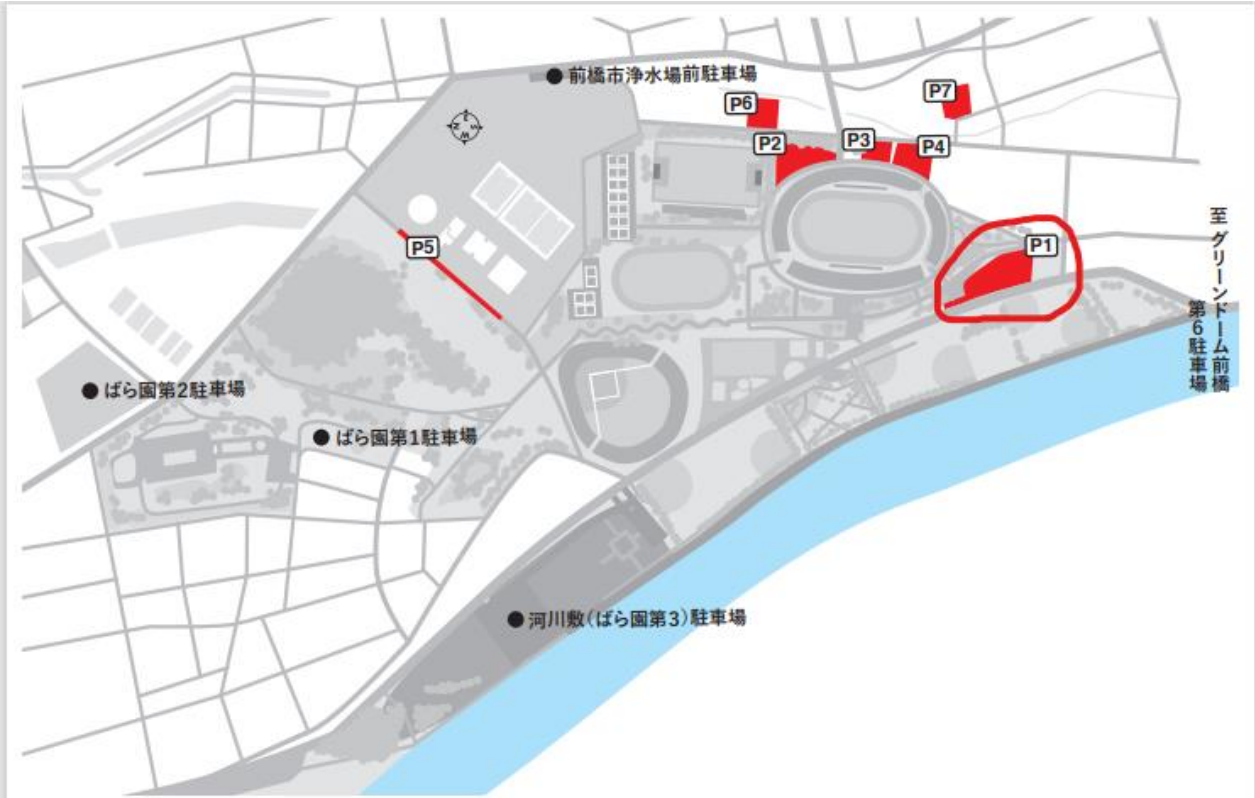 前橋市浄水場前駐車場
P6
P7
P2
P3
P4
P5
P1
至 グリーンドーム前橋
第6駐車場
ばら園第2駐車場
ばら園第1駐車場
河川敷(ばら園第3)駐車場